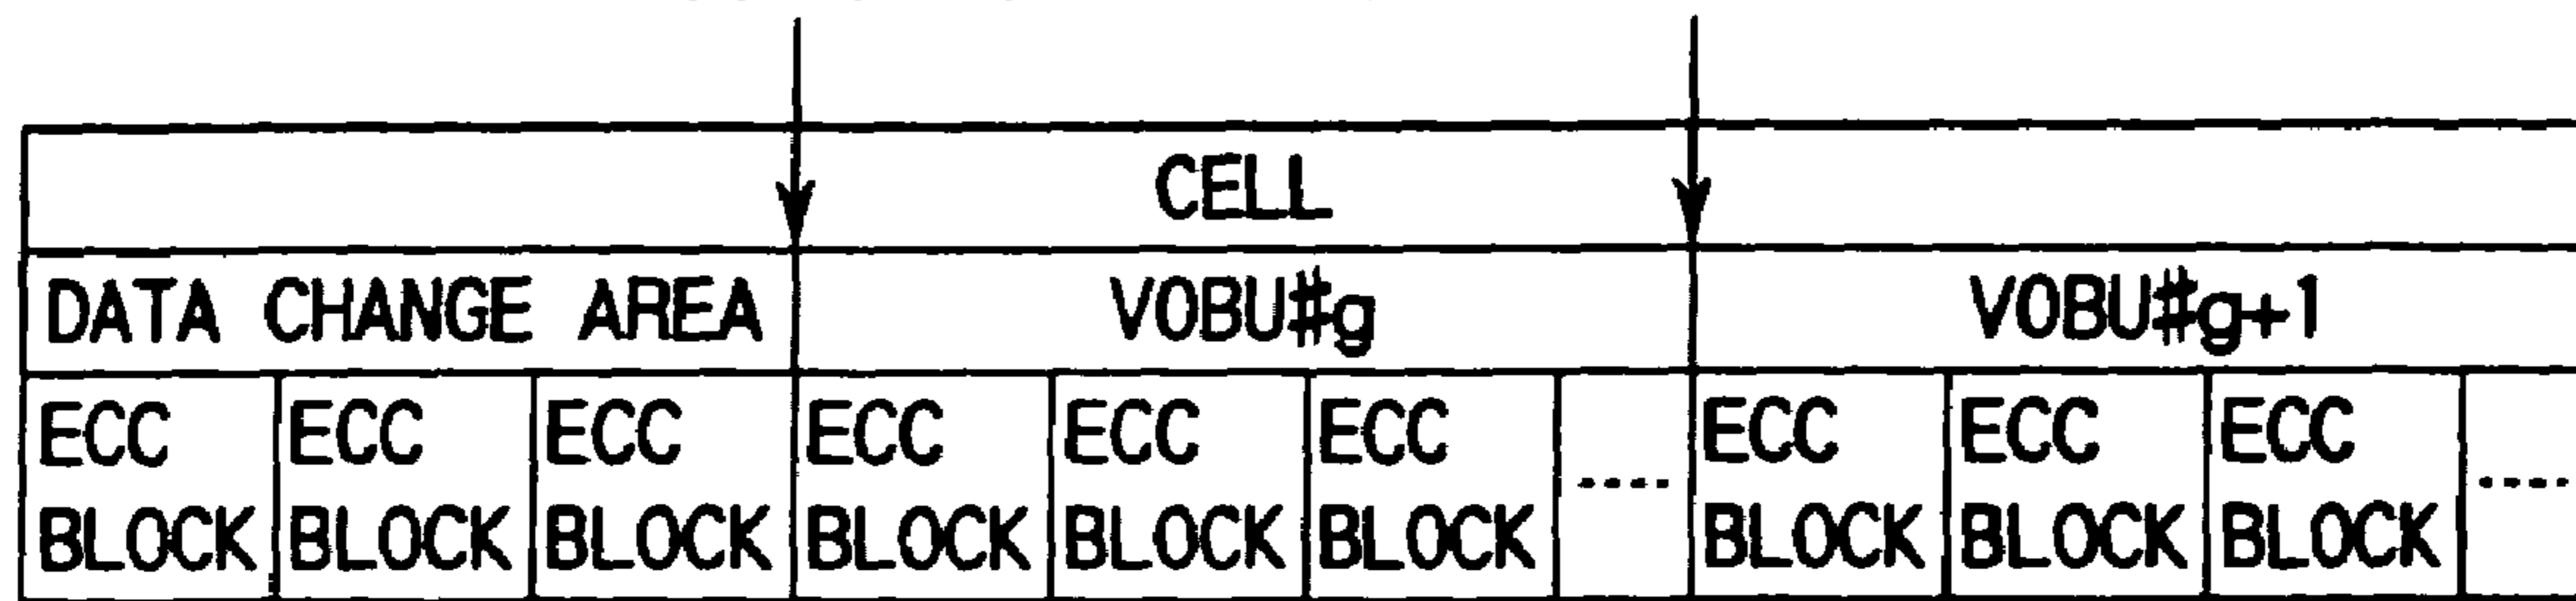 CELL
DATA CHANGE AREA VOBU#g VOBU#g+1
ECC ECC ECC ECC ECC ECC ..... ECC ECC ECC .....
BLOCK BLOCK BLOCK BLOCK BLOCK BLOCK BLOCK BLOCK BLOCK